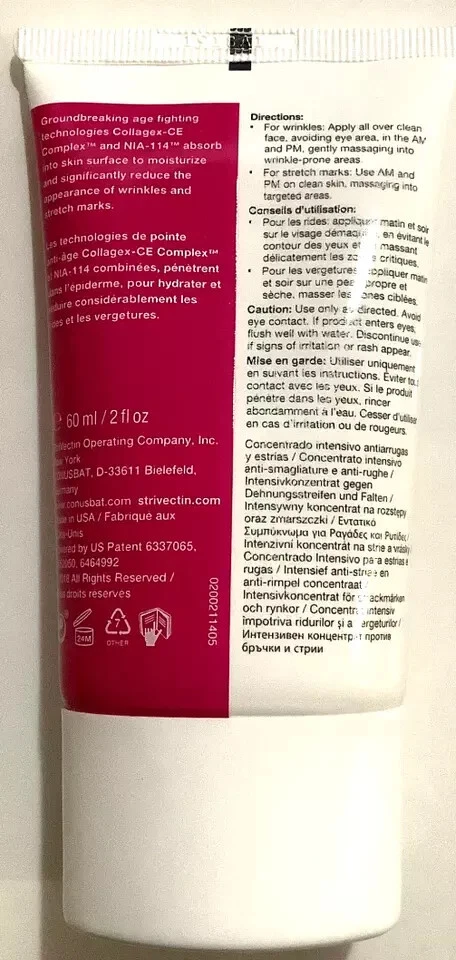 Groundbreaking age fighting
technologies Collagex-CE
Complex™ and NIA-114™ absorb
into skin surface to moisturize
and significantly reduce the
appearance of wrinkles and
stretch marks.
Les technologies de pointe
anti-âge Collagex-CE Complex™
et NIA-114 combinées, pénètrent
dans l'épiderme, pour hydrater et
réduire considérablement les
rides et les vergetures.
60 ml / 2 fl oz
StriVectin Operating Company, Inc.
New York
CONUSBAT, D-33611 Bielefeld,
Germany
www.conusbat.com strivectin.com
Made in USA / Fabriqué aux
États-Unis
Covered by US Patent 6337065,
6464992
All Rights Reserved /
droits reservés
24M
7
OTHER
0200211405
Directions:
• For wrinkles: Apply all over clean
face, avoiding eye area, in the AM
and PM, gently massaging into
wrinkle-prone areas.
• For stretch marks: Use AM and
PM on clean skin, massaging into
targeted areas.
Conseils d'utilisation:
• Pour les rides: appliquer matin et soir
sur le visage démaquillé, en évitant le
contour des yeux et massant
délicatement les zones critiques.
• Pour les vergetures: appliquer matin
et soir sur une peau propre et
sèche, masser les zones ciblées.
Caution: Use only as directed. Avoid
eye contact. If product enters eyes,
flush well with water. Discontinue use
if signs of irritation or rash appear.
Mise en garde: Utiliser uniquement
en suivant les instructions. Éviter tout
contact avec les yeux. Si le produit
pénètre dans les yeux, rincer
abondamment à l'eau. Cesser d'utiliser
en cas d'irritation ou de rougeurs.
Concentrado intensivo antiarrugas
y estrías / Concentrato intensivo
anti-smagliature e anti-rughe /
Intensivkonzentrat gegen
Dehnungsstreifen und Falten /
Intensywny koncentrat na rozstępy
oraz zmarszczki / Εντατικό
Συμπύκνωμα για Ραγάδες και Ρυτίδες /
Intenzivní koncentrát na strie a vrásky /
Concentrado Intensivo para estrias e
rugas / Intensief anti-striae en
anti-rimpel concentraat /
Intensivkoncentrat för sträckmärken
och rynkor / Concentrat intensiv
împotriva ridurilor și a vergeturilor /
Интензивен концентрат против
бръчки и стрии